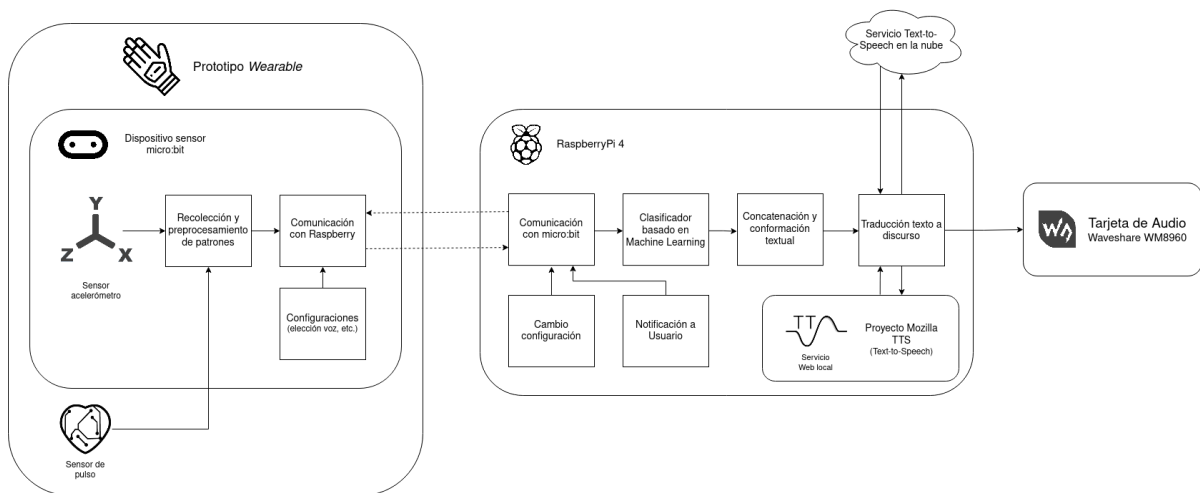 Prototipo Wearable
Dispositivo sensor
micro:bit
Y
Z
X
Sensor
acelerómetro
Recolección y
preprocesamiento
de patrones
Comunicación
con Raspberry
Configuraciones
(elección voz, etc.)
Sensor de
pulso
RaspberryPi 4
Comunicación
con micro:bit
Clasificador
basado en
Machine Learning
Concatenación y
conformación
textual
Traducción texto a
discurso
Cambio
configuración
Notificación a
Usuario
TT
Servicio
Web local
Proyecto Mozilla
TTS
(Text-to-Speech)
Servicio Text-to-
Speech en la nube
Tarjeta de Audio
Waveshare WM8960